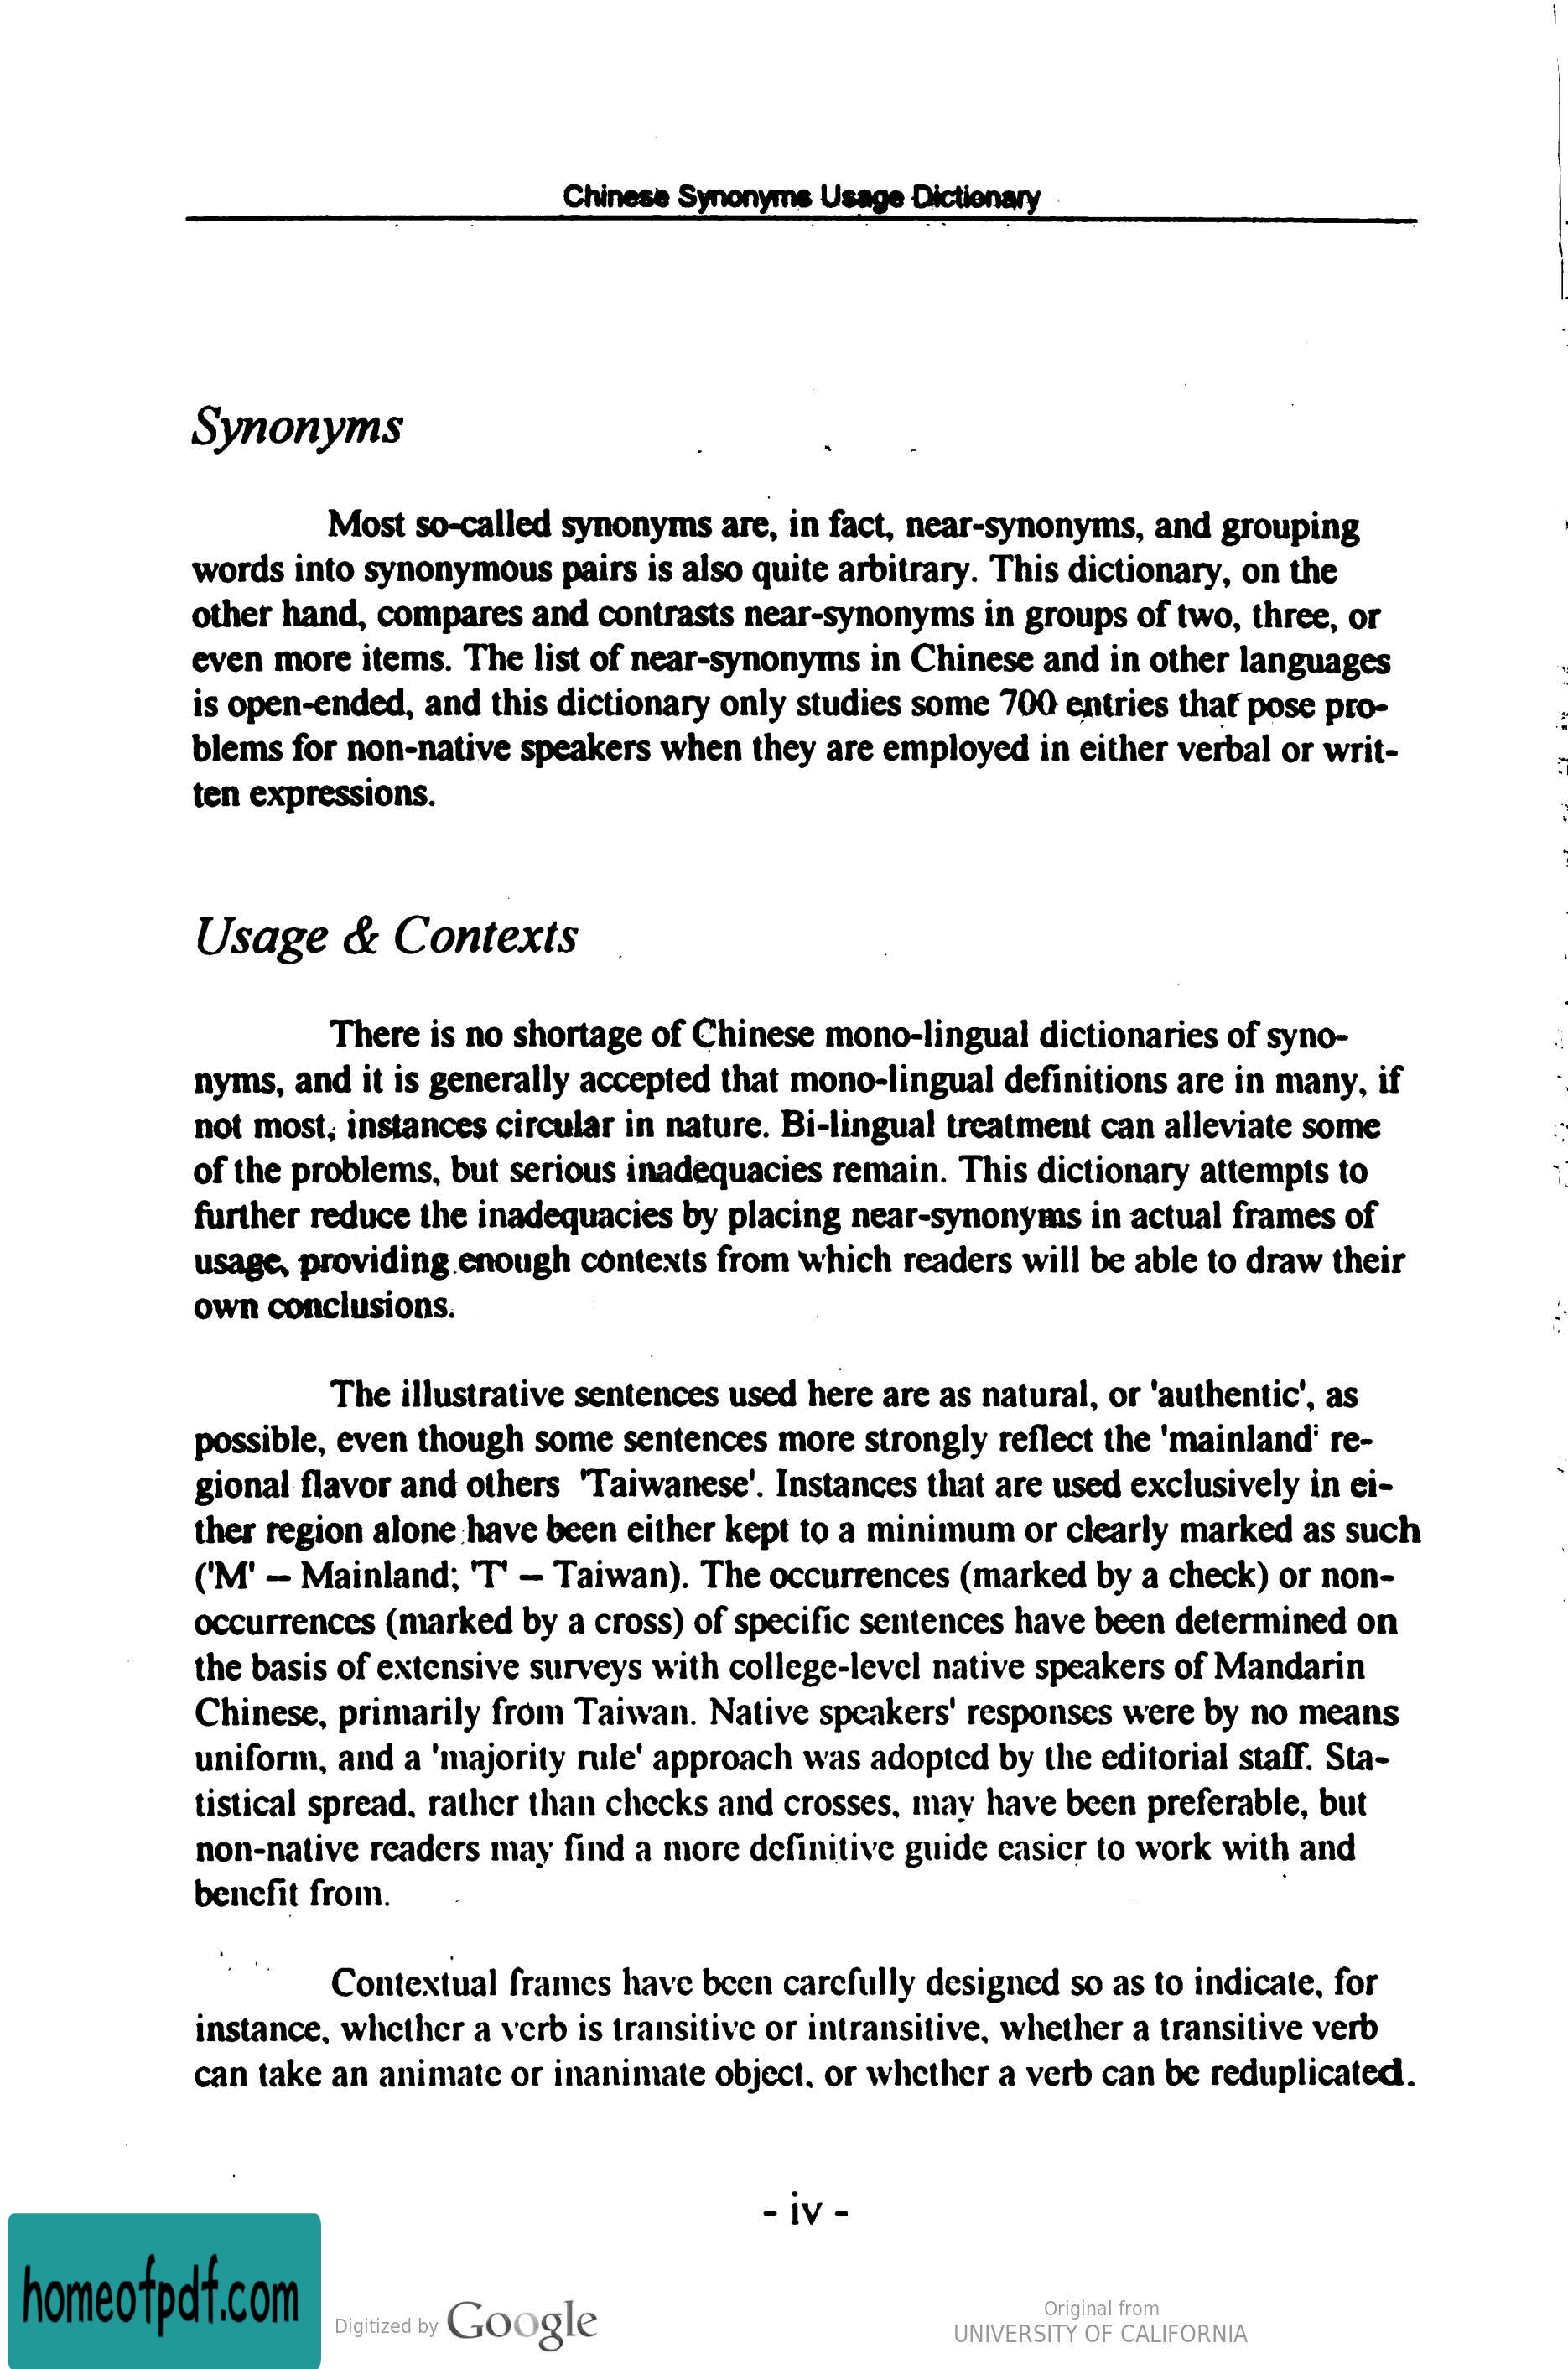 Chinese Synonyms Usage Dictionary
Synonyms
Most so-called synonyms are, in fact, near-synonyms, and grouping
words into synonymous pairs is also quite arbitrary. This dictionary, on the
other hand, compares and contrasts near-synonyms in groups of two, three, or
even more items. The list of near-synonyms in Chinese and in other languages
is open-ended, and this dictionary only studies some 700 entries that pose pro-
blems for non-native speakers when they are employed in either verbal or writ-
ten expressions.
Usage & Contexts
There is no shortage of Chinese mono-lingual dictionaries of syno-
nyms, and it is generally accepted that mono-lingual definitions are in many, if
not most, instances circular in nature. Bi-lingual treatment can alleviate some
of the problems, but serious inadequacies remain. This dictionary attempts to
further reduce the inadequacies by placing near-synonyms in actual frames of
usage, providing enough contexts from which readers will be able to draw their
own conclusions.
The illustrative sentences used here are as natural, or 'authentic', as
possible, even though some sentences more strongly reflect the 'mainland' re-
gional flavor and others 'Taiwanese'. Instances that are used exclusively in ei-
ther region alone have been either kept to a minimum or clearly marked as such
('M' – Mainland; 'T' – Taiwan). The occurrences (marked by a check) or non-
occurrences (marked by a cross) of specific sentences have been determined on
the basis of extensive surveys with college-level native speakers of Mandarin
Chinese, primarily from Taiwan. Native speakers' responses were by no means
uniform, and a 'majority rule' approach was adopted by the editorial staff. Sta-
tistical spread, rather than checks and crosses, may have been preferable, but
non-native readers may find a more definitive guide easier to work with and
benefit from.
Contextual frames have been carefully designed so as to indicate, for
instance, whether a verb is transitive or intransitive, whether a transitive verb
can take an animate or inanimate object, or whether a verb can be reduplicated.
- iv -
homeofpdf.com
Digitized by Google
Original from
UNIVERSITY OF CALIFORNIA